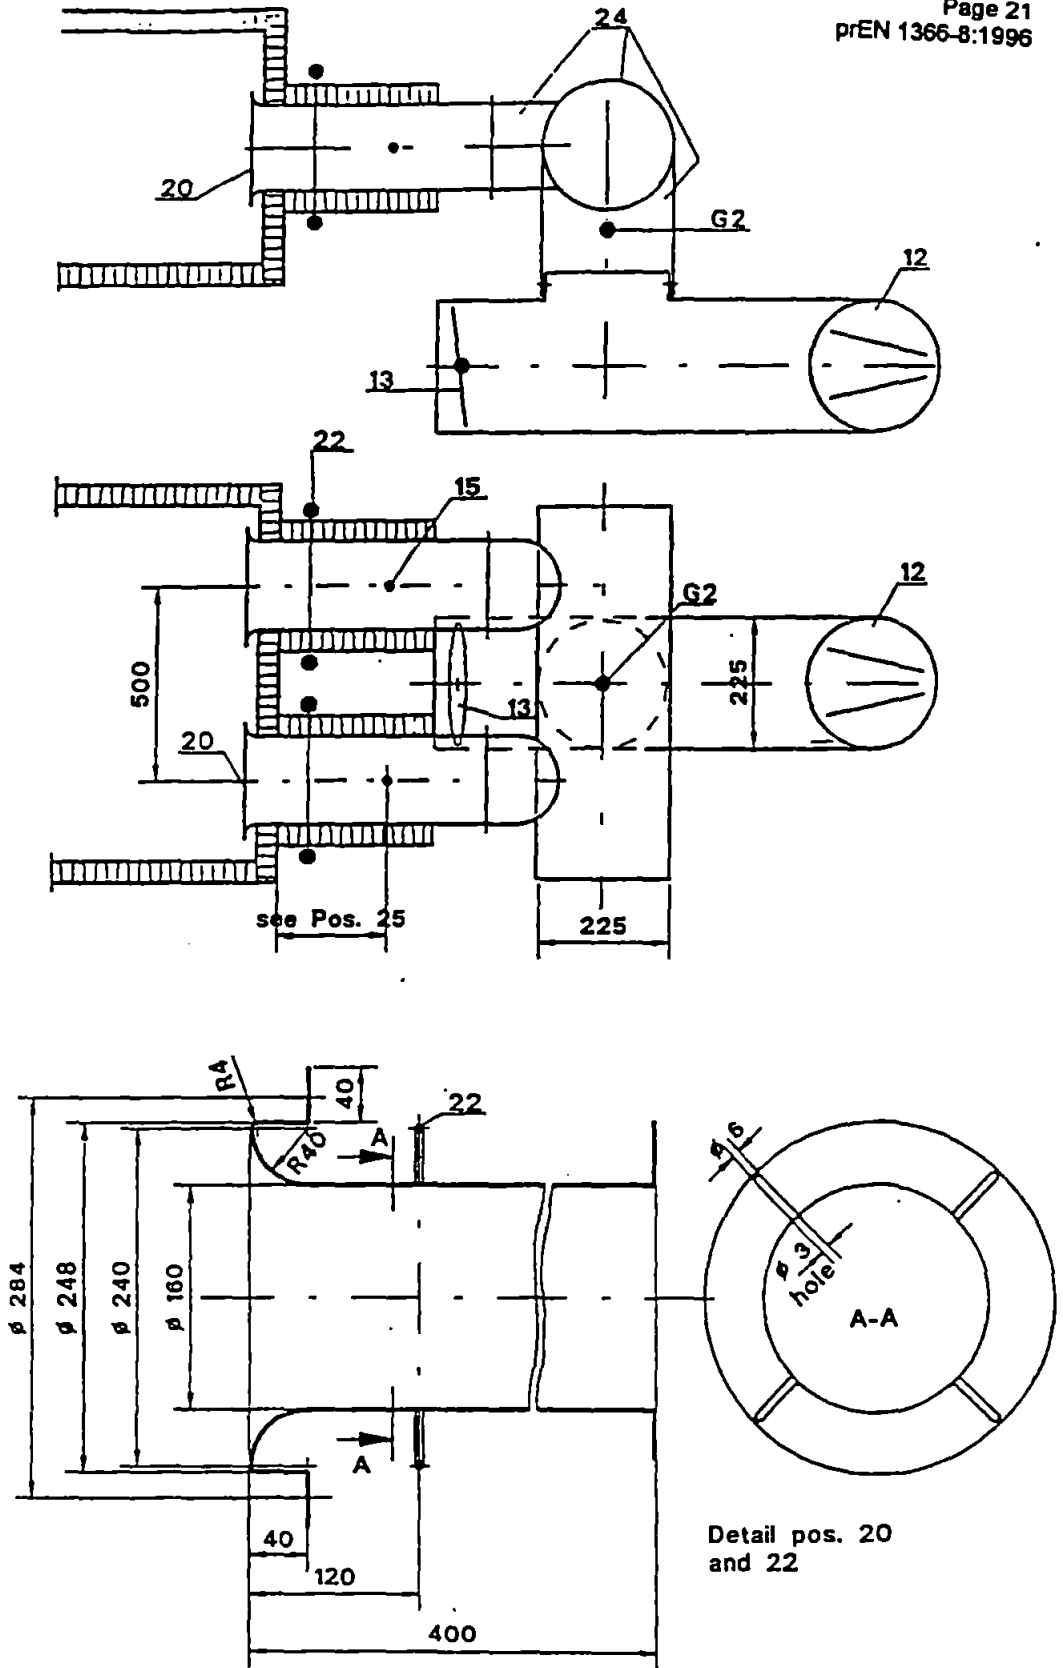 Page 21
prEN 1366-8:1996
24
20
G2
12
13
22
15
G2
12
500
225
13
20
see Pos. 25
225
R4
40
22
A
R40
ø 6
ø 284
ø 248
ø 240
ø 160
ø 3
hole
A-A
A
40
Detail pos. 20
and 22
120
400